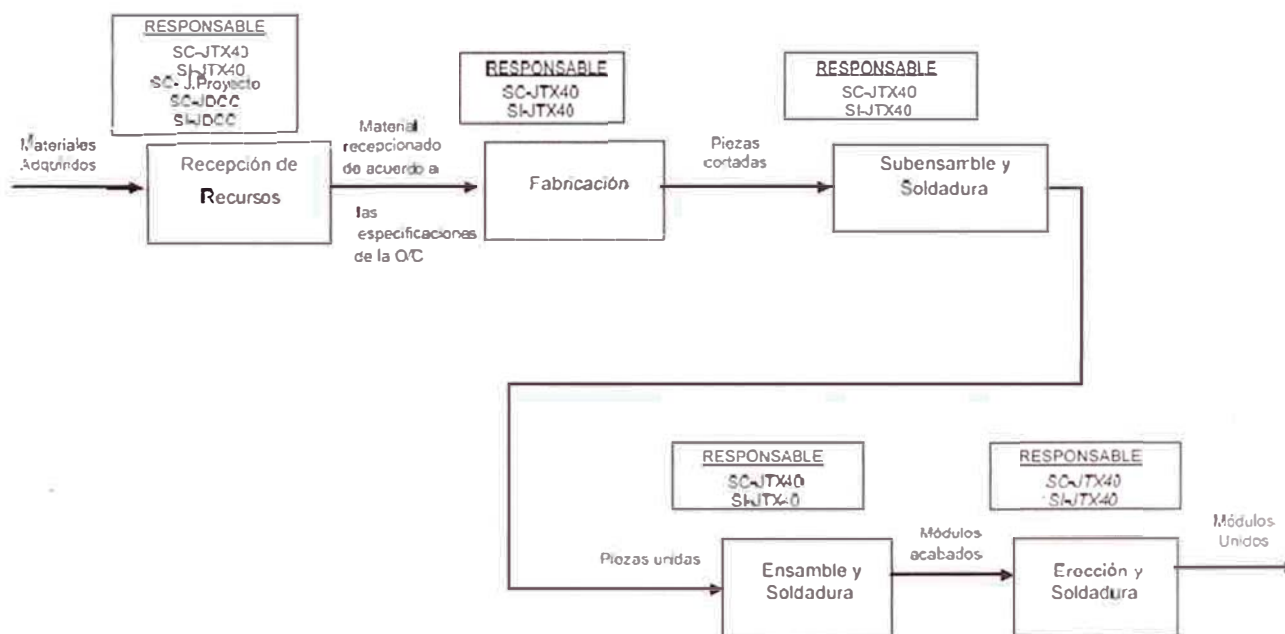 RESPONSABLE
SC-JTX40
SI-JTX40
SC- J.Proyecto
SC-JDCC
SI-JDCC
Materiales
Adquiridos
Recepción de
Recursos
Material
recepcionado
de acuerdo a
las
especificaciones
de la O/C
RESPONSABLE
SC-JTX40
SI-JTX40
Fabricación
Piezas
cortadas
RESPONSABLE
SC-JTX40
SI-JTX40
Subensamble y
Soldadura
Piezas unidas
RESPONSABLE
SC-JTX40
SI-JTX40
Ensamble y
Soldadura
Módulos
acabados
RESPONSABLE
SC-JTX40
SI-JTX40
Erección y
Soldadura
Módulos
Unidos